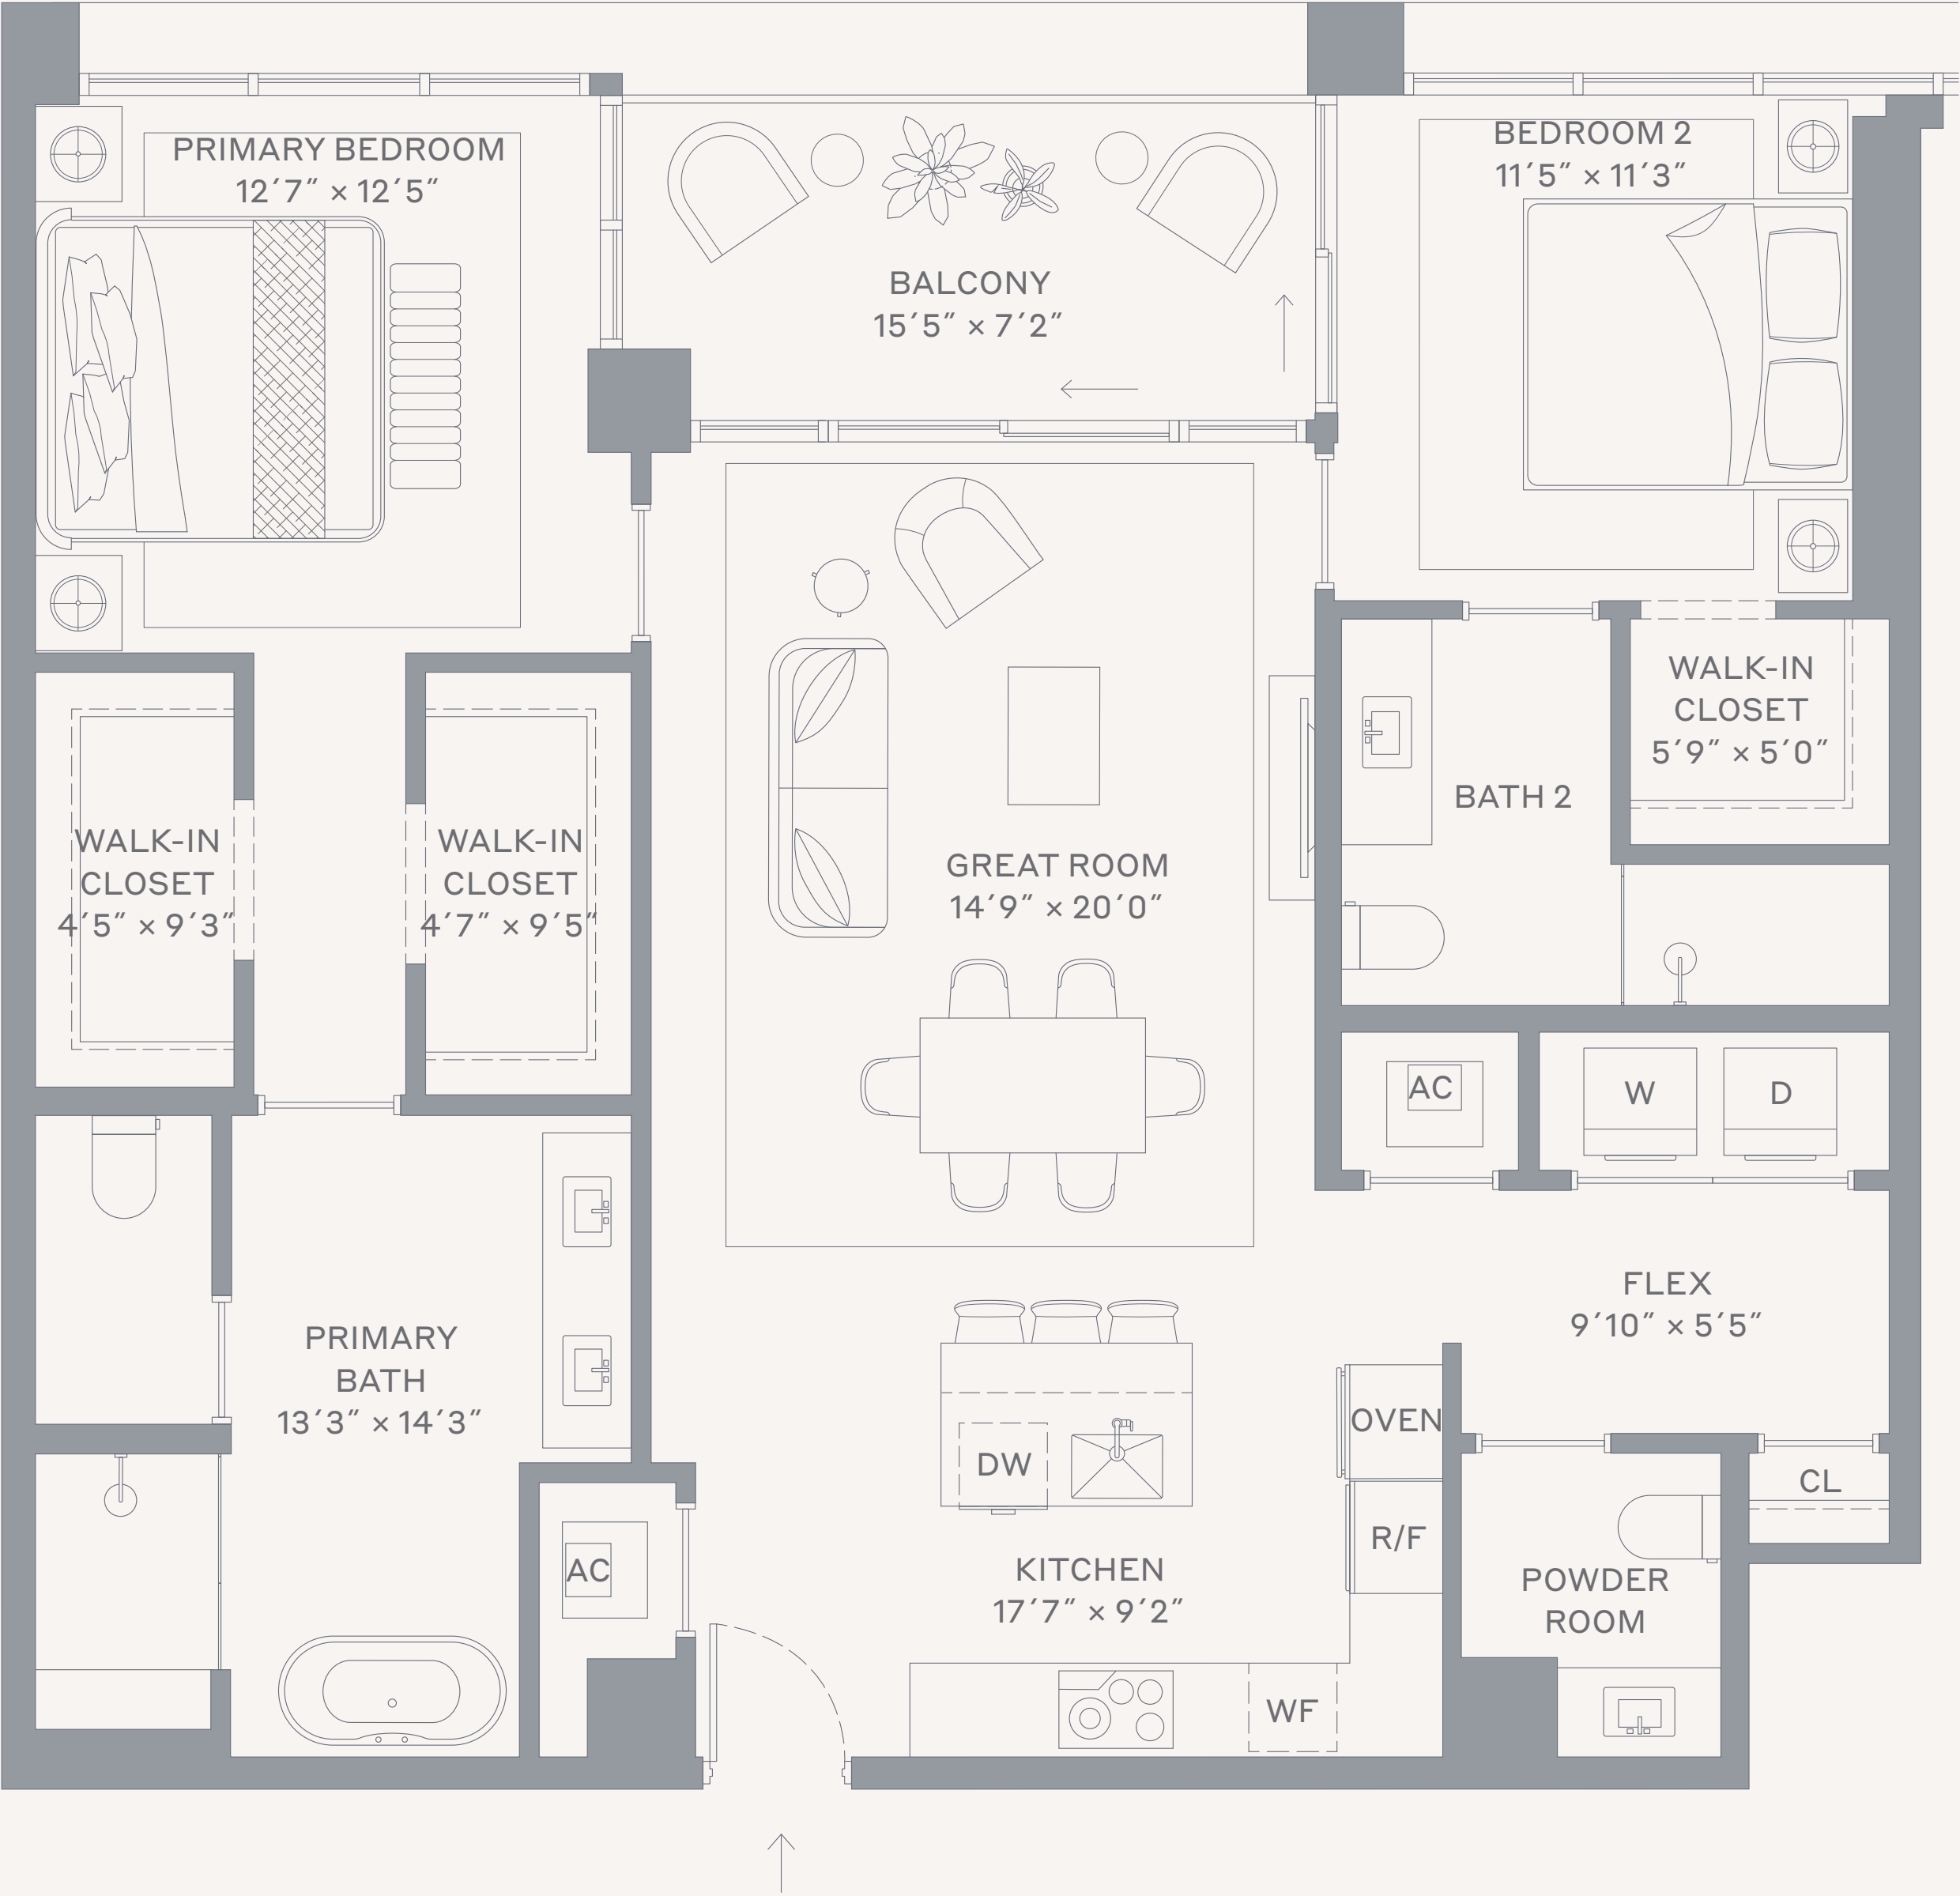 PRIMARY BEDROOM
12′7″ × 12′5″
BEDROOM 2
11′5″ × 11′3″
BALCONY
15′5″ × 7′2″
WALK-IN
CLOSET
5′9″ × 5′0″
BATH 2
WALK-IN
CLOSET
4′5″ × 9′3″
WALK-IN
CLOSET
4′7″ × 9′5″
GREAT ROOM
14′9″ × 20′0″
AC
W
D
FLEX
9′10″ × 5′5″
PRIMARY
BATH
13′3″ × 14′3″
OVEN
DW
CL
R/F
AC
KITCHEN
17′7″ × 9′2″
POWDER
ROOM
WF